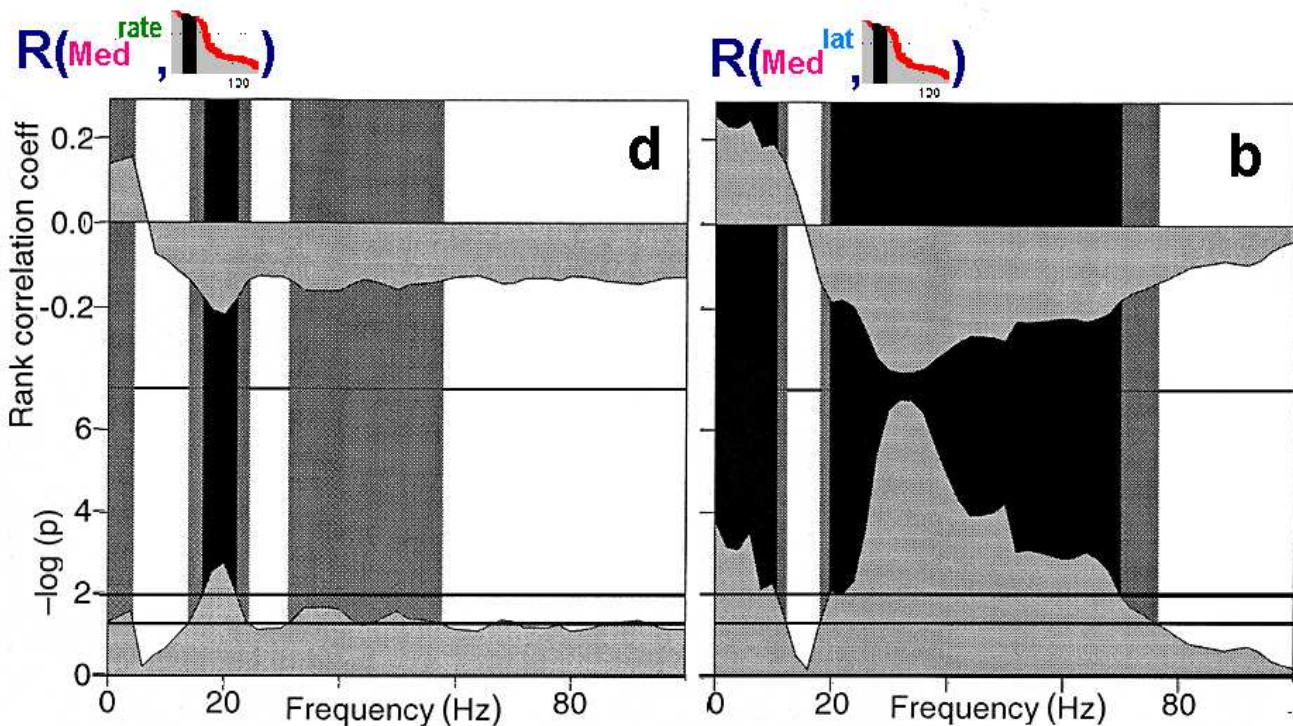 R(Med rate, 100)
R(Med lat, 100)
d
b
Rank correlation coeff
0.2
0.0
-0.2
–log (p)
6
4
2
0
0 20 80
Frequency (Hz)
0 20 80
Frequency (Hz)